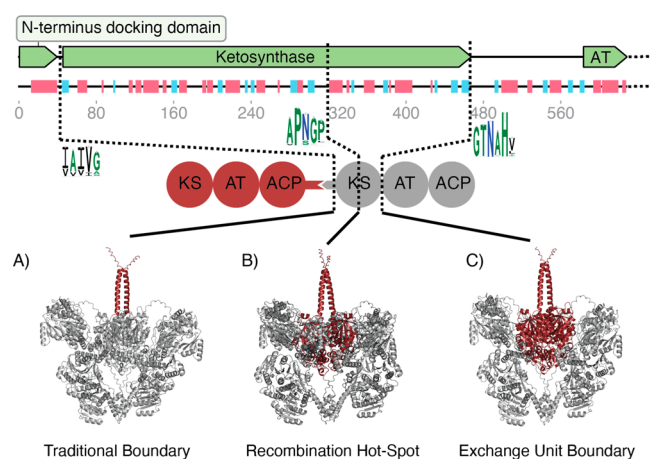 N-terminus docking domain
Ketosynthase
AT
0
80
160
240
320
400
480
560
IAIVG
APNGP
GTNAHV
KS AT ACP KS AT ACP
A) B) C)
Traditional Boundary Recombination Hot-Spot Exchange Unit Boundary